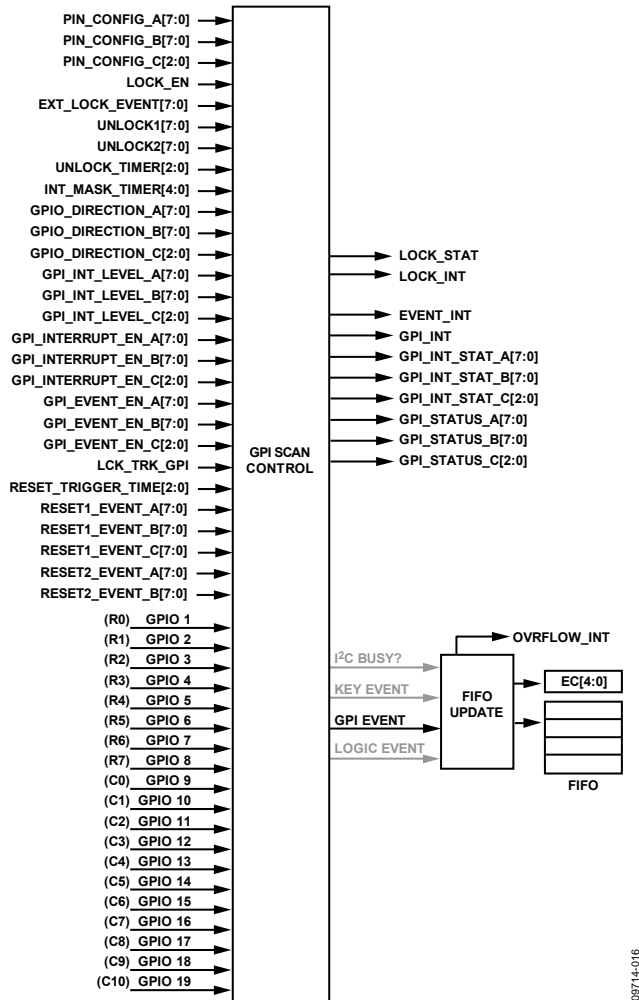 PIN_CONFIG_A[7:0]
PIN_CONFIG_B[7:0]
PIN_CONFIG_C[2:0]
LOCK_EN
EXT_LOCK_EVENT[7:0]
UNLOCK1[7:0]
UNLOCK2[7:0]
UNLOCK_TIMER[2:0]
INT_MASK_TIMER[4:0]
GPIO_DIRECTION_A[7:0]
GPIO_DIRECTION_B[7:0]
GPIO_DIRECTION_C[2:0]
GPI_INT_LEVEL_A[7:0]
GPI_INT_LEVEL_B[7:0]
GPI_INT_LEVEL_C[2:0]
GPI_INTERRUPT_EN_A[7:0]
GPI_INTERRUPT_EN_B[7:0]
GPI_INTERRUPT_EN_C[2:0]
GPI_EVENT_EN_A[7:0]
GPI_EVENT_EN_B[7:0]
GPI_EVENT_EN_C[2:0]
LCK_TRK_GPI
RESET_TRIGGER_TIME[2:0]
RESET1_EVENT_A[7:0]
RESET1_EVENT_B[7:0]
RESET1_EVENT_C[7:0]
RESET2_EVENT_A[7:0]
RESET2_EVENT_B[7:0]
(R0) GPIO 1
(R1) GPIO 2
(R2) GPIO 3
(R3) GPIO 4
(R4) GPIO 5
(R5) GPIO 6
(R6) GPIO 7
(R7) GPIO 8
(C0) GPIO 9
(C1) GPIO 10
(C2) GPIO 11
(C3) GPIO 12
(C4) GPIO 13
(C5) GPIO 14
(C6) GPIO 15
(C7) GPIO 16
(C8) GPIO 17
(C9) GPIO 18
(C10) GPIO 19
GPI SCAN
CONTROL
LOCK_STAT
LOCK_INT
EVENT_INT
GPI_INT
GPI_INT_STAT_A[7:0]
GPI_INT_STAT_B[7:0]
GPI_INT_STAT_C[2:0]
GPI_STATUS_A[7:0]
GPI_STATUS_B[7:0]
GPI_STATUS_C[2:0]
I²C BUSY?
KEY EVENT
GPI EVENT
LOGIC EVENT
FIFO
UPDATE
OVRFLOW_INT
EC[4:0]
FIFO
09714-016